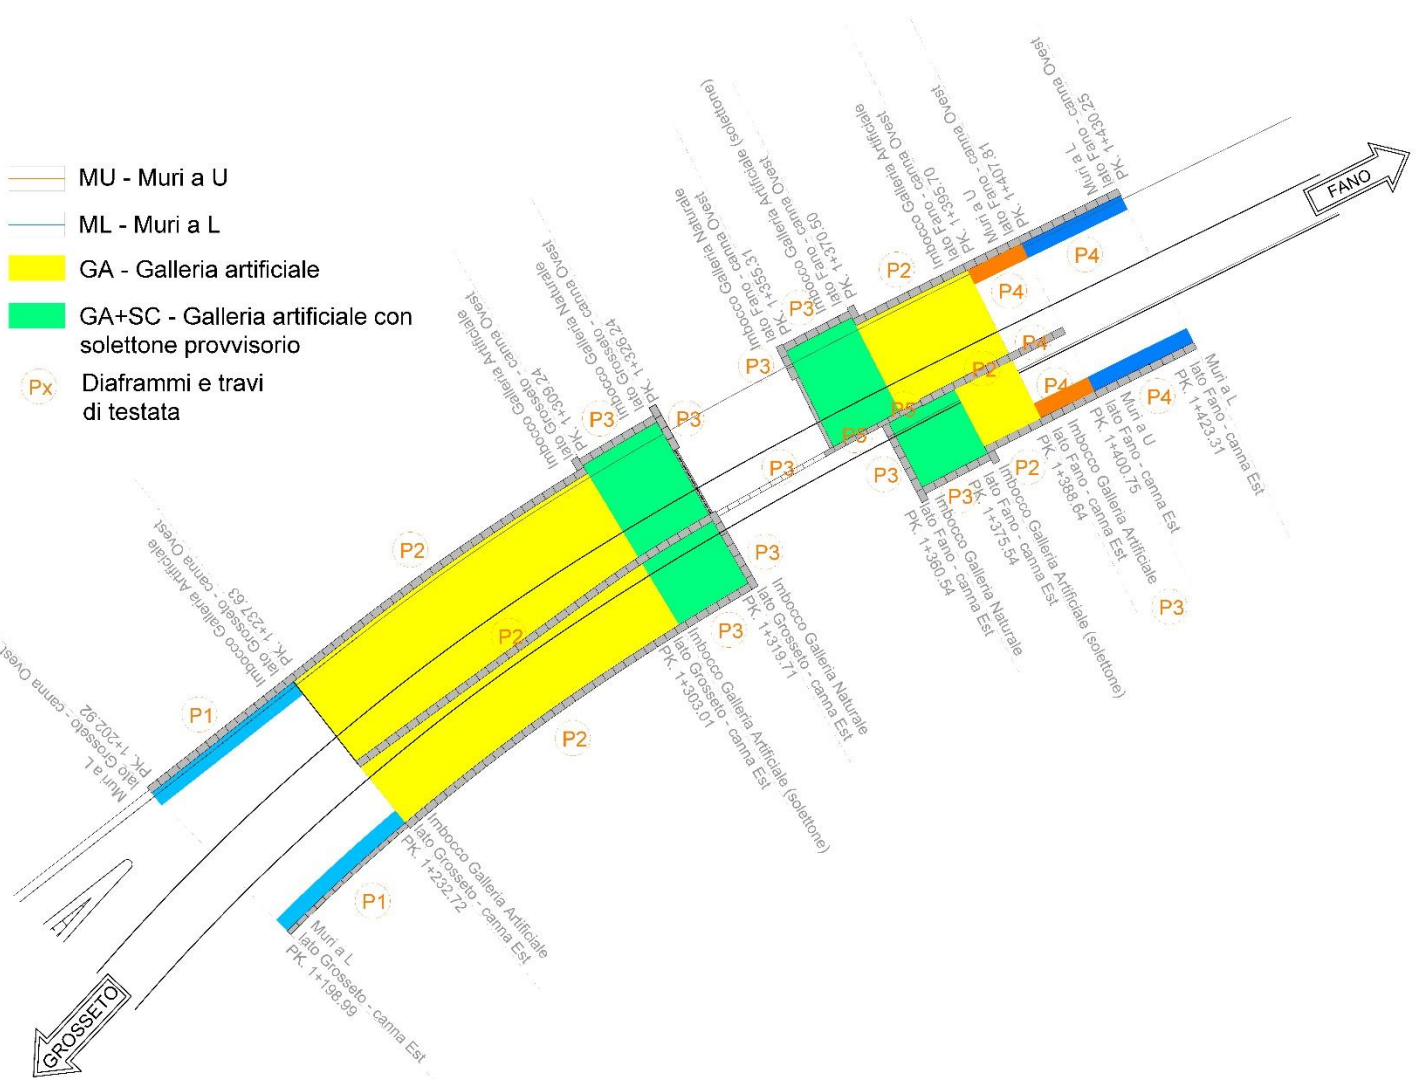 MU - Muri a U
ML - Muri a L
GA - Galleria artificiale
GA+SC - Galleria artificiale con
solettone provvisorio
Px
Diaframmi e travi
di testata
Muri a L
lato Grosseto - canna Ovest
PK. 1+202.92
Imbocco Galleria Artificiale
lato Grosseto - canna Ovest
PK. 1+237.63
Imbocco Galleria Artificiale
lato Grosseto - canna Ovest
PK. 1+309.24
Imbocco Galleria Naturale
lato Grosseto - canna Ovest
PK. 1+326.24
Imbocco Galleria Naturale
lato Fano - canna Ovest
PK. 1+355.31
Imbocco Galleria Artificiale (solettone)
lato Fano - canna Ovest
PK. 1+370.50
Imbocco Galleria Artificiale
lato Fano - canna Ovest
PK. 1+395.70
Muri a U
lato Fano - canna Ovest
PK. 1+407.81
Muri a L
lato Fano - canna Ovest
PK. 1+430.25
FANO
P2
P4
P4
P3
P3
P4
P2
P4
P4
P3
P3
P3
P3
P2
P3
P3
P2
P3
P3
P2
P2
P1
P1
P3
Muri a L
lato Fano - canna Est
PK. 1+423.31
Muri a U
lato Fano - canna Est
PK. 1+400.75
Imbocco Galleria Artificiale
lato Fano - canna Est
PK. 1+388.64
Imbocco Galleria Artificiale (solettone)
lato Fano - canna Est
PK. 1+375.54
Imbocco Galleria Naturale
lato Fano - canna Est
PK. 1+360.54
Imbocco Galleria Naturale
lato Grosseto - canna Est
PK. 1+319.71
Imbocco Galleria Artificiale (solettone)
lato Grosseto - canna Est
PK. 1+303.01
Imbocco Galleria Artificiale
lato Grosseto - canna Est
PK. 1+232.72
Muri a L
lato Grosseto - canna Est
PK. 1+198.99
GROSSETO